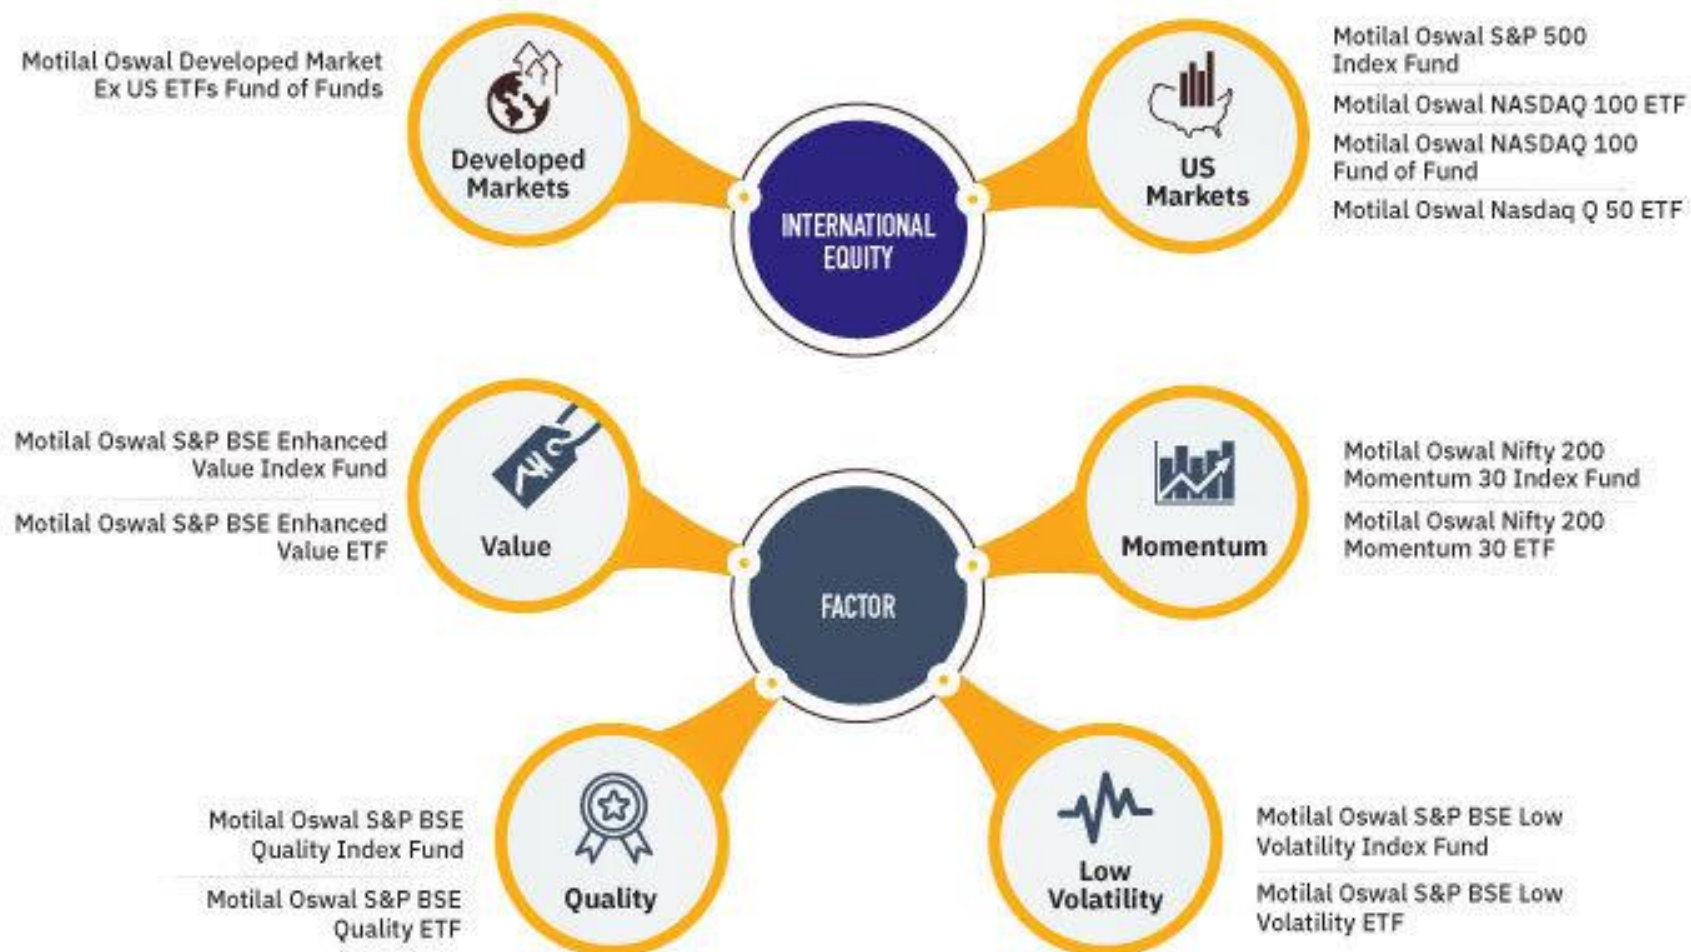 Motilal Oswal Developed Market
Ex US ETFs Fund of Funds
Developed
Markets
INTERNATIONAL
EQUITY
US
Markets
Motilal Oswal S&P 500
Index Fund
Motilal Oswal NASDAQ 100 ETF
Motilal Oswal NASDAQ 100
Fund of Fund
Motilal Oswal Nasdaq Q 50 ETF
Motilal Oswal S&P BSE Enhanced
Value Index Fund
Motilal Oswal S&P BSE Enhanced
Value ETF
Value
FACTOR
Momentum
Motilal Oswal Nifty 200
Momentum 30 Index Fund
Motilal Oswal Nifty 200
Momentum 30 ETF
Motilal Oswal S&P BSE
Quality Index Fund
Motilal Oswal S&P BSE
Quality ETF
Quality
Low
Volatility
Motilal Oswal S&P BSE Low
Volatility Index Fund
Motilal Oswal S&P BSE Low
Volatility ETF